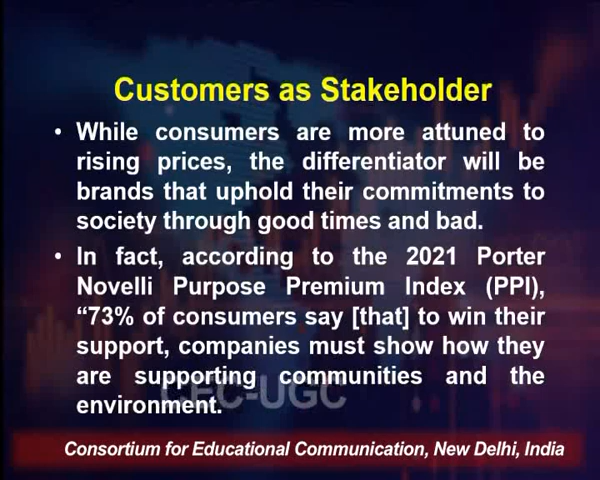 Customers as Stakeholder
• While consumers are more attuned to
rising prices, the differentiator will be
brands that uphold their commitments to
society through good times and bad.
• In fact, according to the 2021 Porter
Novelli Purpose Premium Index (PPI),
“73% of consumers say [that] to win their
support, companies must show how they
are supporting communities and the
environment.
CEC-UGC
Consortium for Educational Communication, New Delhi, India